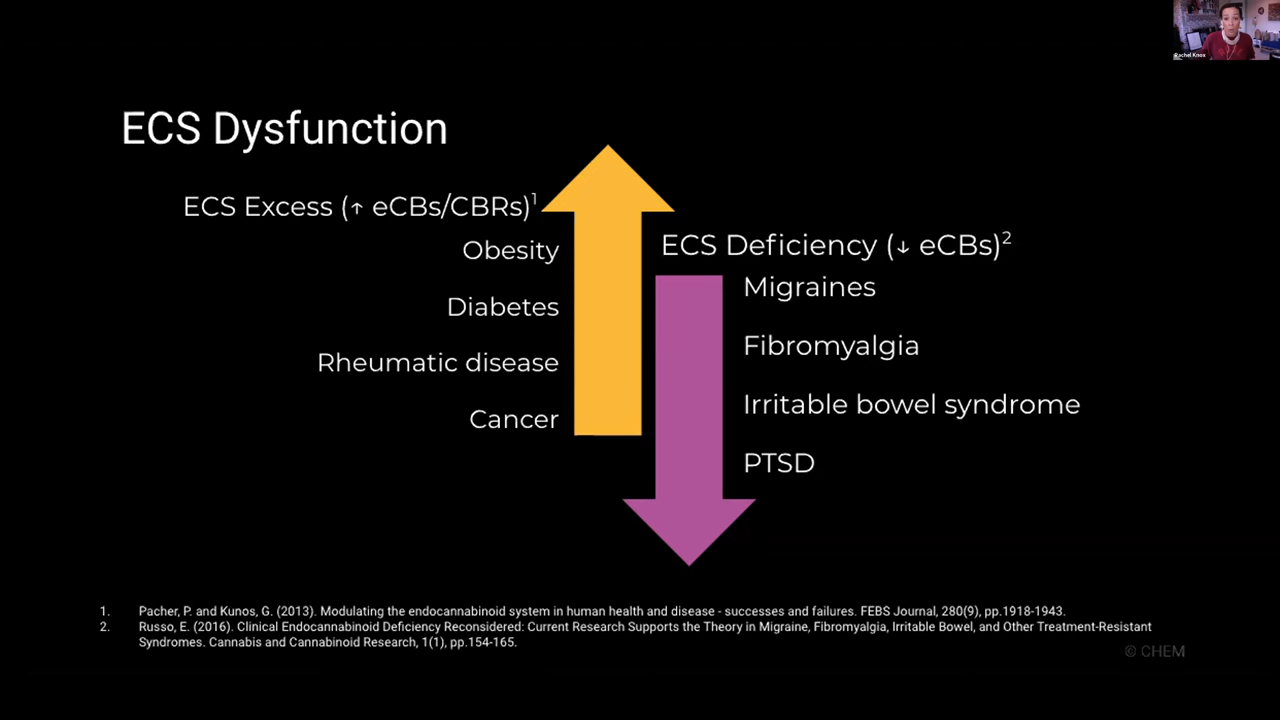 Rachel Knox
ECS Dysfunction
ECS Excess (↑ eCBs/CBRs)¹
Obesity
Diabetes
Rheumatic disease
Cancer
ECS Deficiency (↓ eCBs)²
Migraines
Fibromyalgia
Irritable bowel syndrome
PTSD
1. Pacher, P. and Kunos, G. (2013). Modulating the endocannabinoid system in human health and disease - successes and failures. FEBS Journal, 280(9), pp.1918-1943.
2. Russo, E. (2016). Clinical Endocannabinoid Deficiency Reconsidered: Current Research Supports the Theory in Migraine, Fibromyalgia, Irritable Bowel, and Other Treatment-Resistant
Syndromes. Cannabis and Cannabinoid Research, 1(1), pp.154-165.
© CHEM